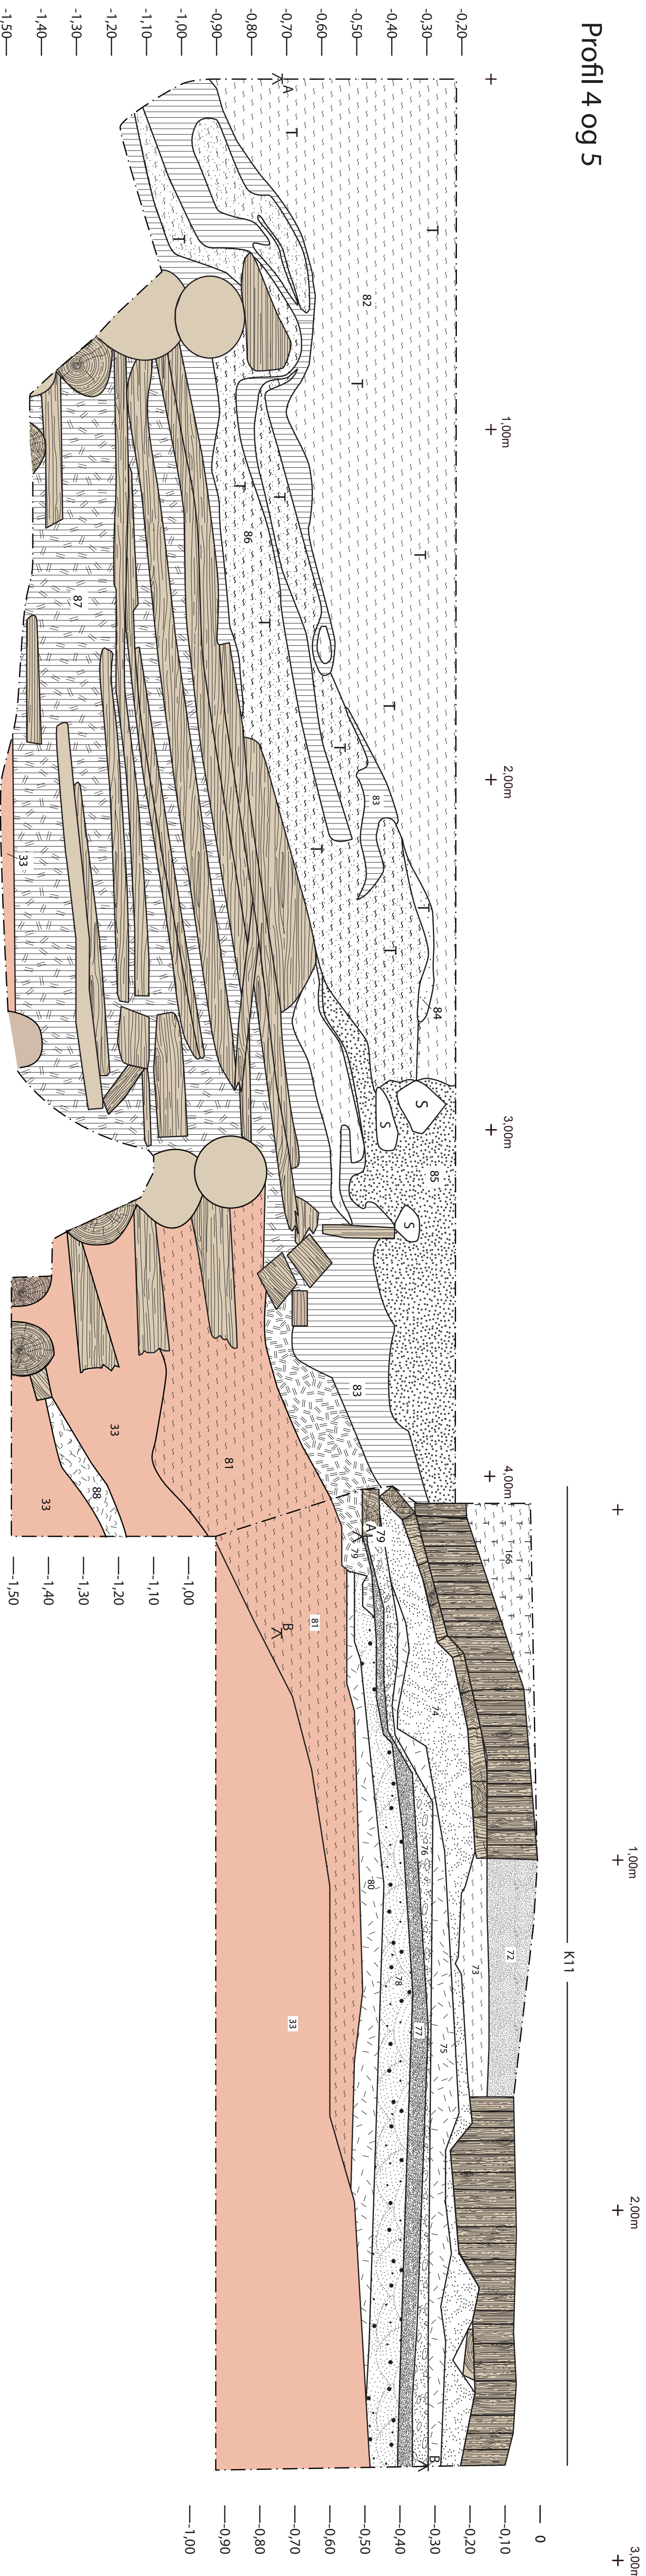 Profil 4 og 5
-0,20
-0,30
-0,40
-0,50
-0,60
-0,70
-0,80
-0,90
-1,00
-1,10
-1,20
-1,30
-1,40
-1,50
1,00m
2,00m
3,00m
4,00m
A
T
T
T
T
82
T
T
T
T
86
T
87
T
T
83
T
33
T
T
84
S
S
85
S
83
33
81
88
33
K11
1,00m
2,00m
3,00m
166
A
79
79
B
81
74
76
80
72
73
78
77
75
33
B
-1,00
-1,10
-1,20
-1,30
-1,40
-1,50
0
-0,10
-0,20
-0,30
-0,40
-0,50
-0,60
-0,70
-0,80
-0,90
-1,00